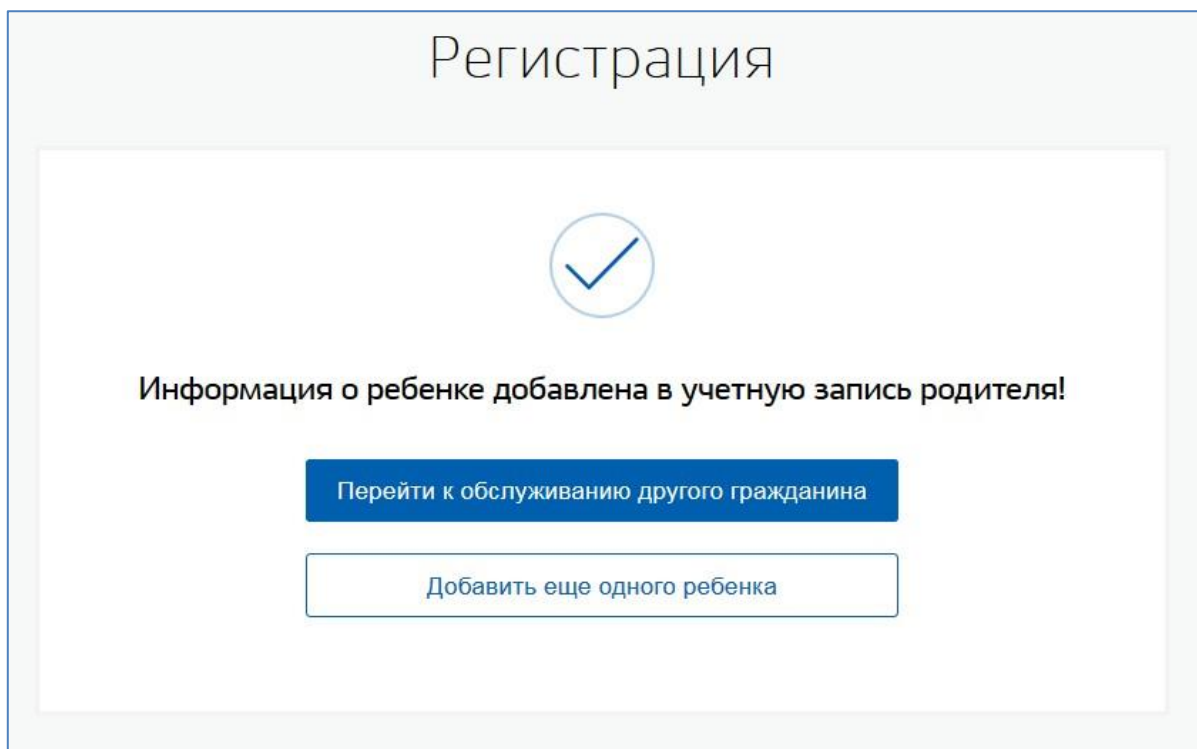 Регистрация
Информация о ребенке добавлена в учетную запись родителя!
Перейти к обслуживанию другого гражданина
Добавить еще одного ребенка